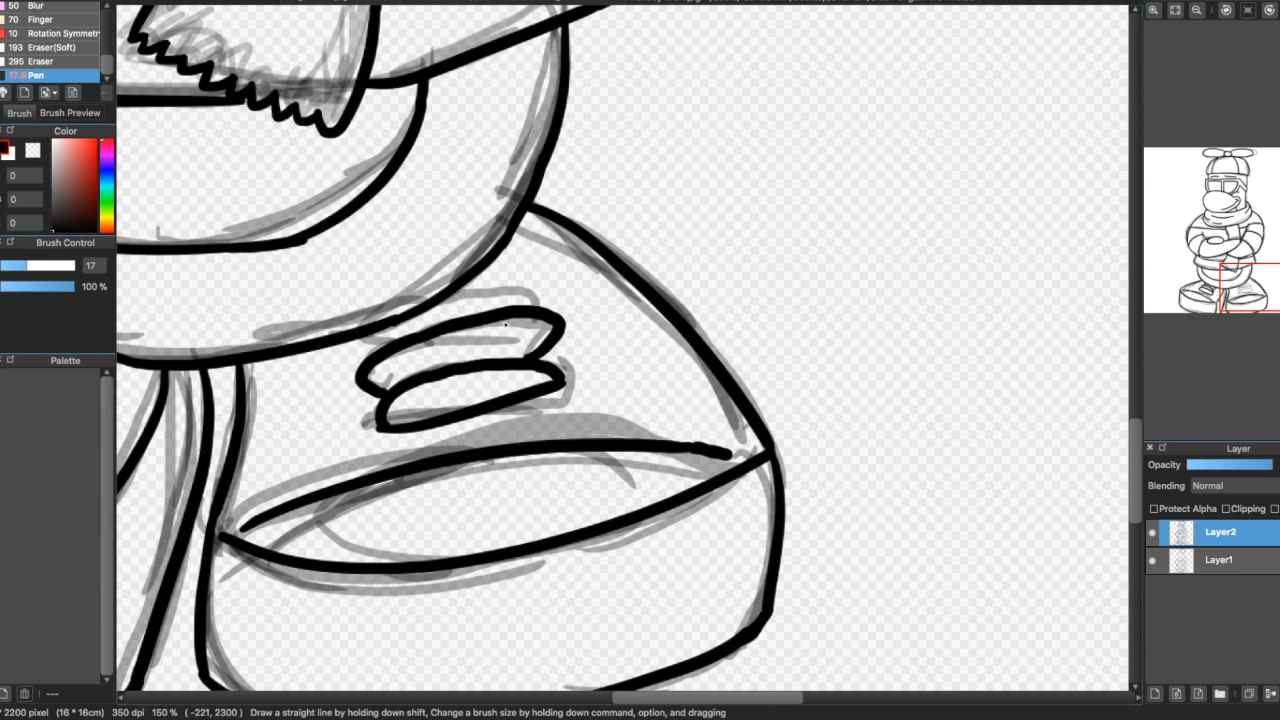 50 Blur
70 Finger
10 Rotation Symmetry
193 Eraser(Soft)
295 Eraser
17.0 Pen
Brush Brush Preview
Color
0
0
0
Brush Control
17
100 %
Palette
---
Layer
Opacity
Blending Normal
Protect Alpha Clipping
Layer2
Layer1
* 2200 pixel (16 * 16cm) 350 dpi 150 % ( -221, 2300 ) Draw a straight line by holding down shift, Change a brush size by holding down command, option, and dragging